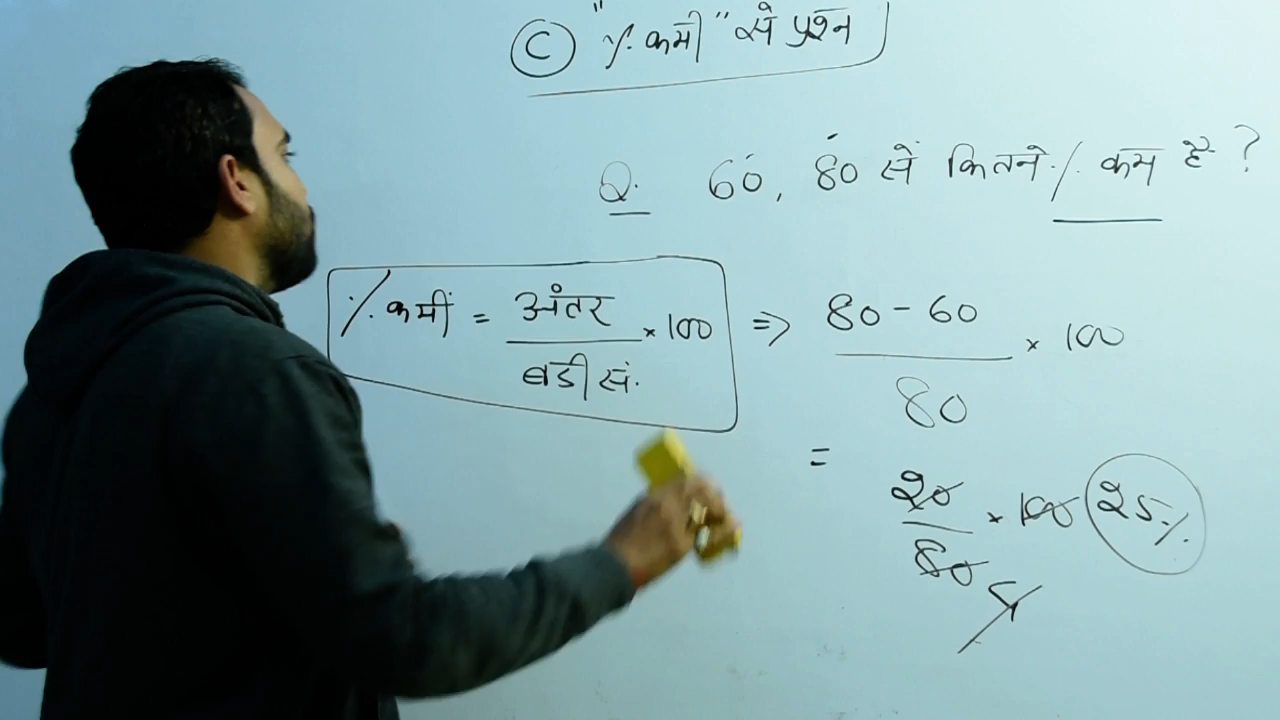 C "% कमी" से प्रश्न
Q. 60, 80 से कितने % कम है ?
% कमी = अंतर / बडी सं. × 100 ⇒ 80 - 60 / 80 × 100
= 20 / 80 × 100 25%
4